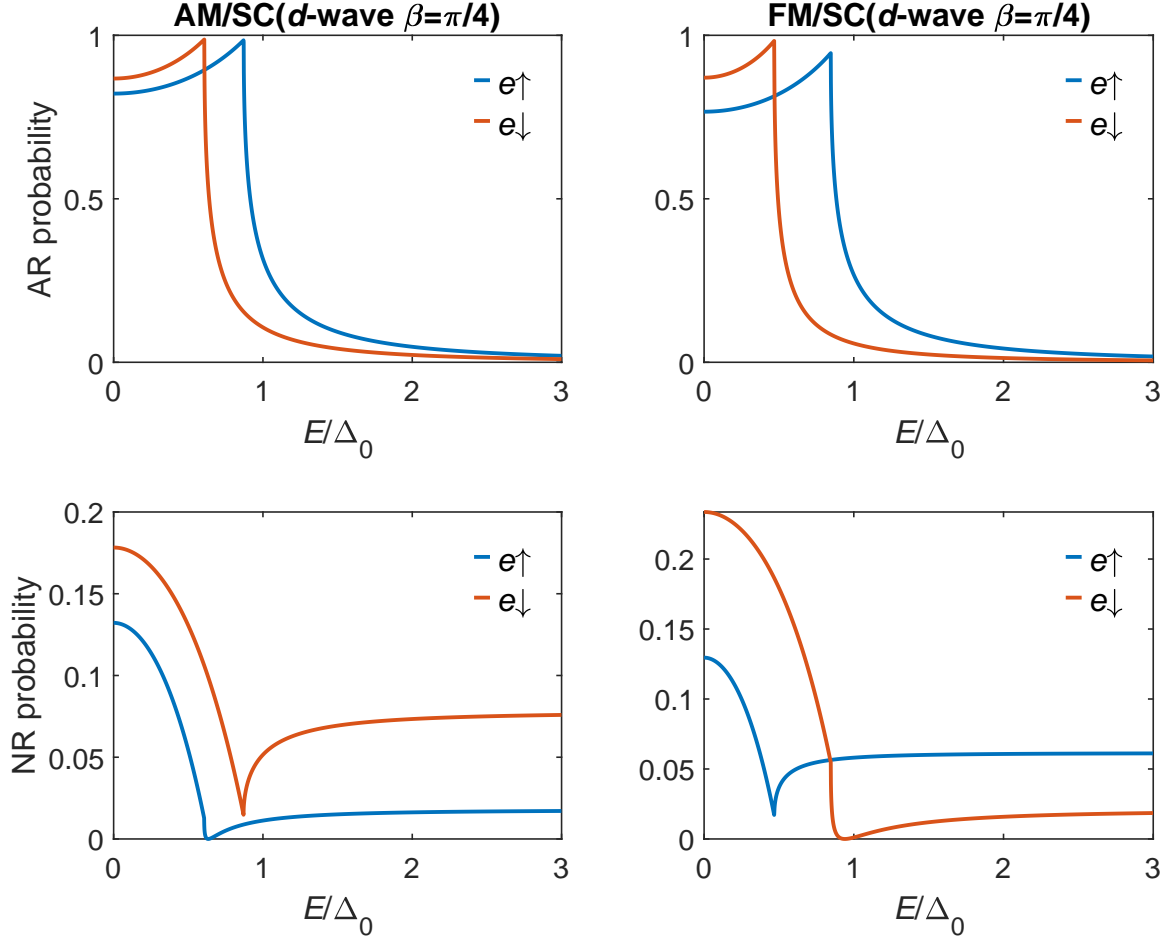 AM/SC(d-wave β=π/4)
1
0.5
0
AR probability
e↑
e↓
0 1 2 3
E/Δ₀
FM/SC(d-wave β=π/4)
1
0.5
0
e↑
e↓
0 1 2 3
E/Δ₀
0.2
0.15
0.1
0.05
0
NR probability
e↑
e↓
0 1 2 3
E/Δ₀
0.2
0.15
0.1
0.05
0
e↑
e↓
0 1 2 3
E/Δ₀